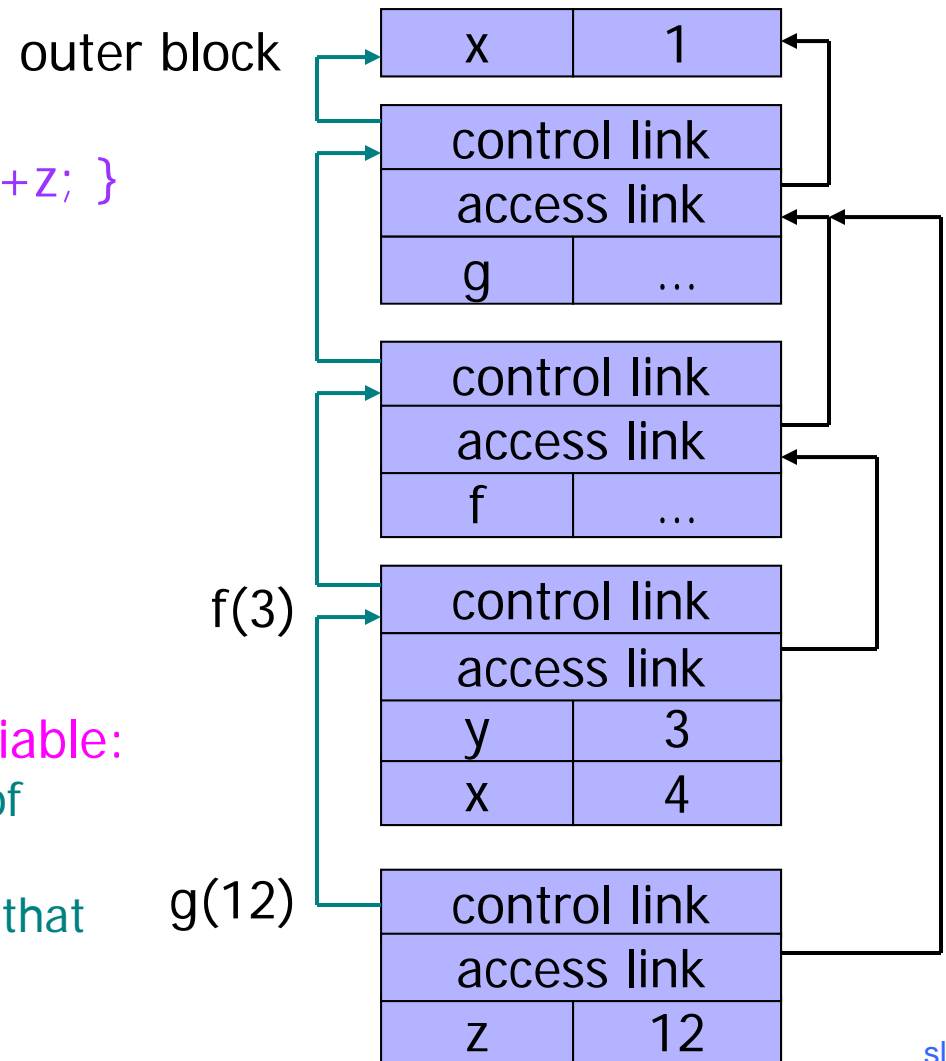 outer block
x 1
control link
+z; }
access link
g ...
control link
access link
f ...
f(3)
control link
access link
y 3
iable:
of
x 4
that
g(12)
control link
access link
z 12
sl